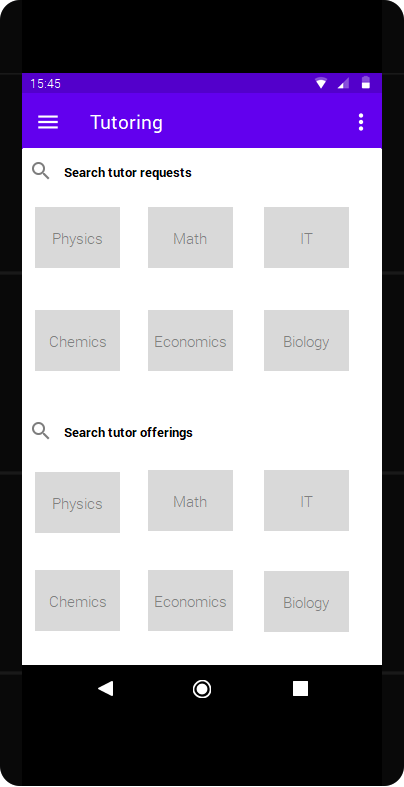 15:45
Tutoring
Search tutor requests
Physics Math IT
Chemics Economics Biology
Search tutor offerings
Physics Math IT
Chemics Economics Biology